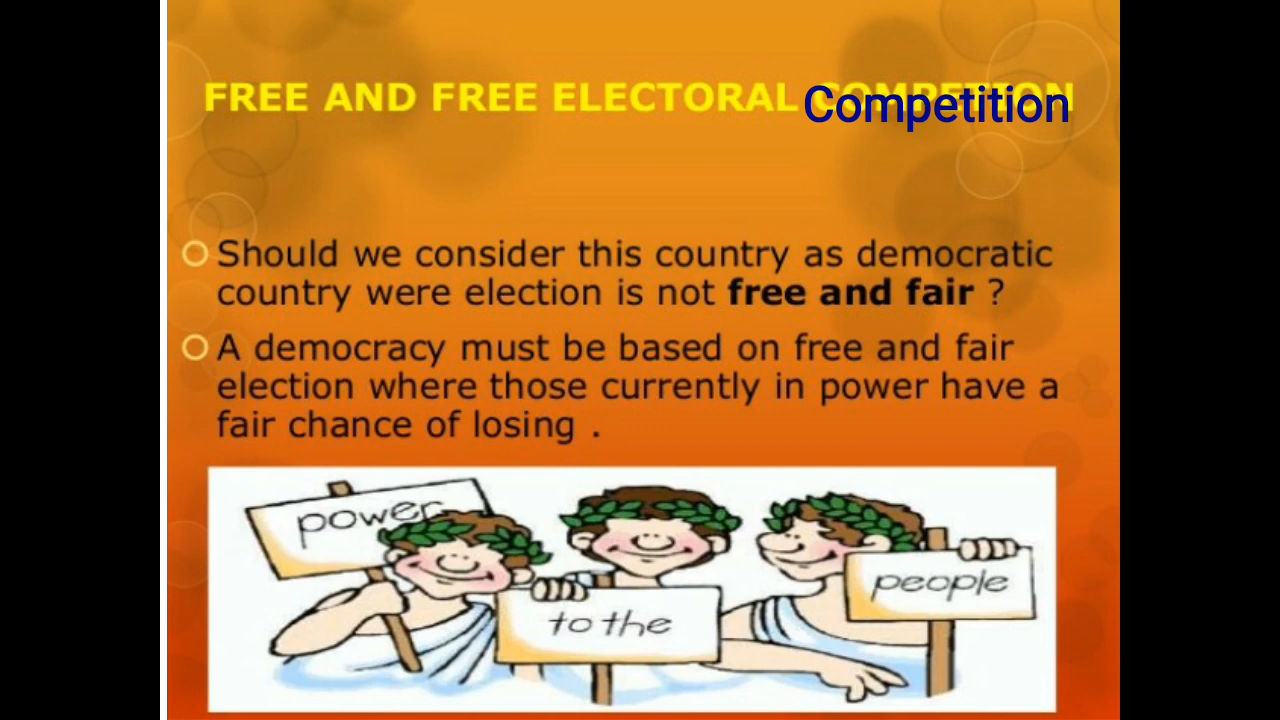 FREE AND FREE ELECTORAL Competition
Should we consider this country as democratic
country were election is not free and fair ?
A democracy must be based on free and fair
election where those currently in power have a
fair chance of losing .
power
to the
people